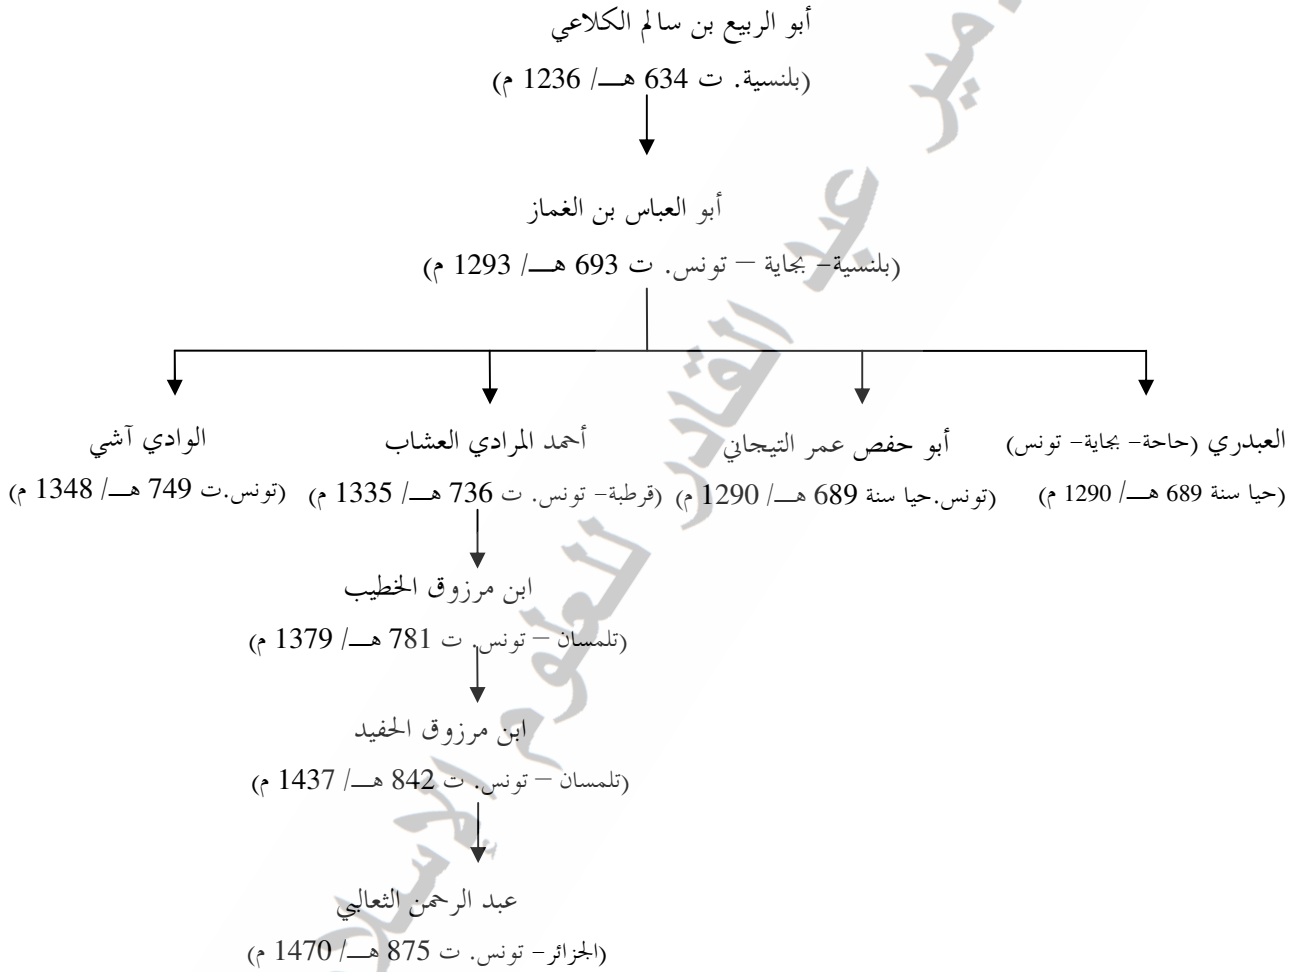 أبو الربيع بن سالم الكلاعي
(بلنسية. ت 634 هـ/ 1236 م)
أبو العباس بن الغماز
(بلنسية- بجاية – تونس. ت 693 هـ/ 1293 م)
العبدري (حاحة- بجاية- تونس)
(حيا سنة 689 هـ/ 1290 م)
أبو حفص عمر التيجاني
(تونس.حيا سنة 689 هـ/ 1290 م)
أحمد المرادي العشاب
(قرطبة- تونس. ت 736 هـ/ 1335 م)
الوادي آشي
(تونس.ت 749 هـ/ 1348 م)
ابن مرزوق الخطيب
(تلمسان – تونس. ت 781 هـ/ 1379 م)
ابن مرزوق الحفيد
(تلمسان – تونس. ت 842 هـ/ 1437 م)
عبد الرحمن الثعالبي
(الجزائر- تونس. ت 875 هـ/ 1470 م)
عبد القادر للعلوم